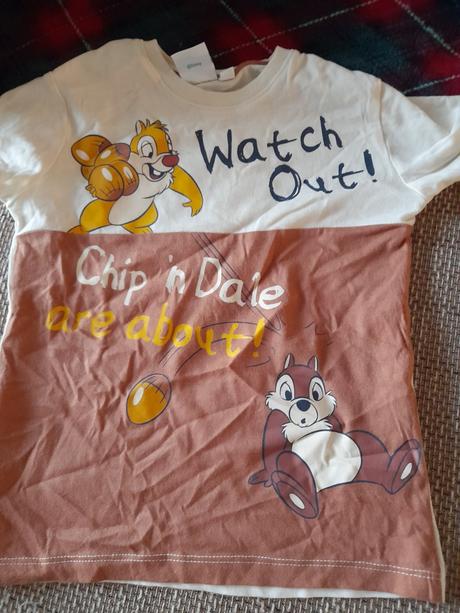 Watch
Out!
Chip 'n Dale
are about!